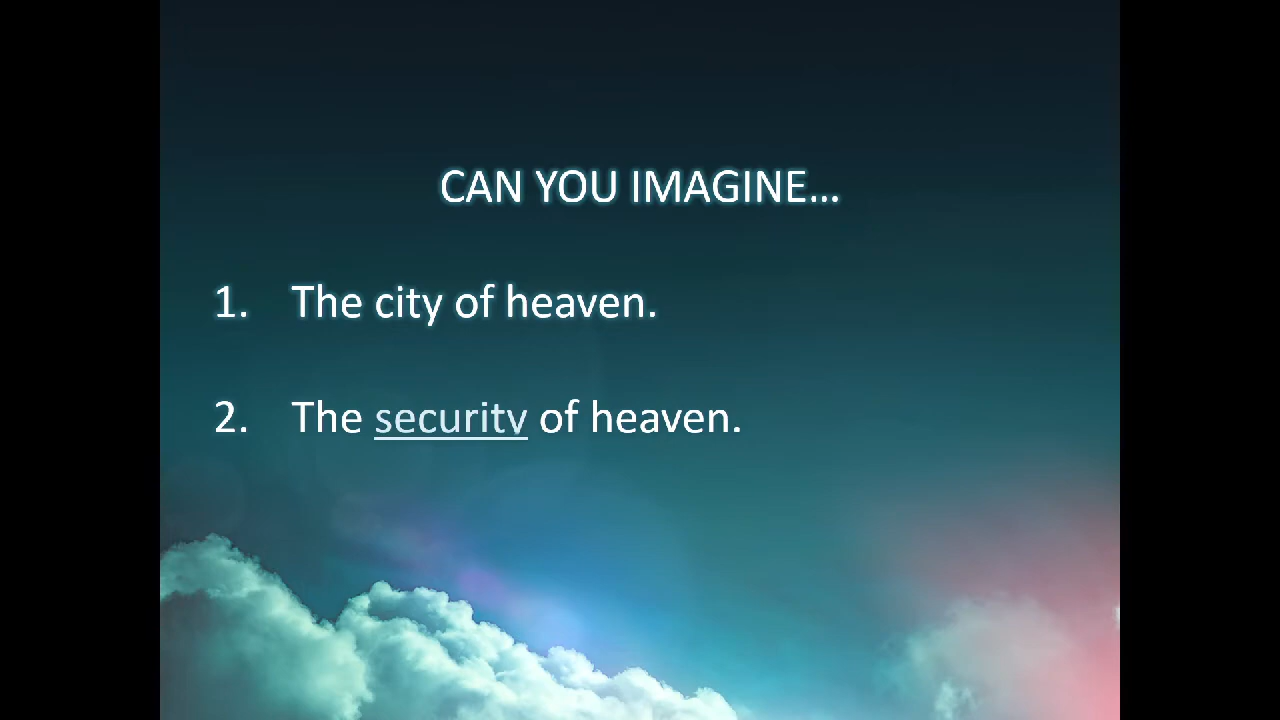 CAN YOU IMAGINE...
1. The city of heaven.
2. The security of heaven.